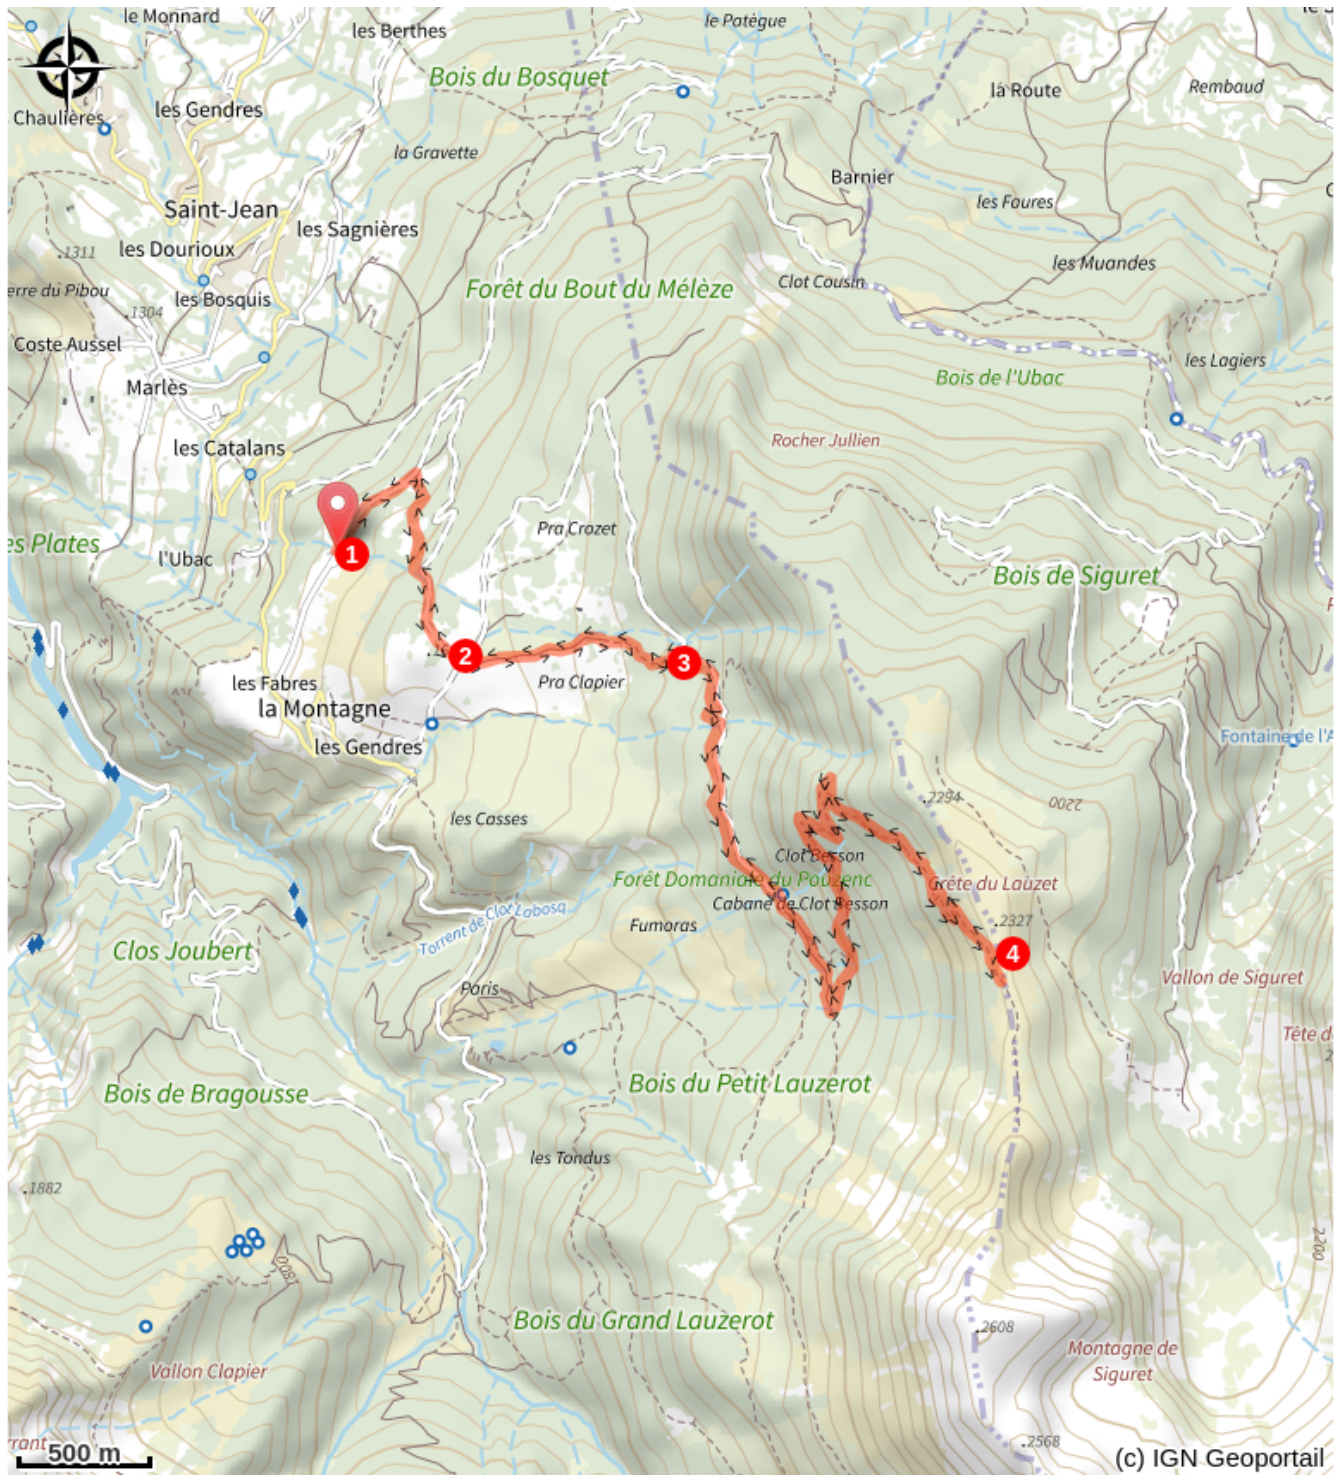 le Monnard
les Berthes
le Patègue
Bois du Bosquet
la Route
Rembaud
Chaulières
les Gendres
la Gravette
Barnier
Saint-Jean
les Sagnières
les Faures
les Dourioux
.1311
les Muandes
erre du Pibou
les Bosquis
Forêt du Bout du Mélèze
Clot Cousin
.1304
Coste Aussel
Marlès
les Lagiers
Bois de l'Ubac
les Catalans
Rocher Jullien
Pra Crozet
es Plates
l'Ubac
1
Bois de Siguret
2
3
les Fabres
Pra Clapier
la Montagne
les Gendres
Fontaine de l'A
.2294
2200
les Casses
Clot Besson
Forêt Domaniale du Pouzenc
Crête du Lauzet
Cabane de Clot Besson
Torrent de Clot Labosq
Fumoras
.2327
Clos Joubert
4
Vallon de Siguret
Paris
Tête d
Bois du Petit Lauzerot
Bois de Bragousse
les Tondus
.1882
1800
2200
Bois du Grand Lauzerot
.2608
Vallon Clapier
Montagne de
Siguret
rrant
.2568
500 m
(c) IGN Geoportail